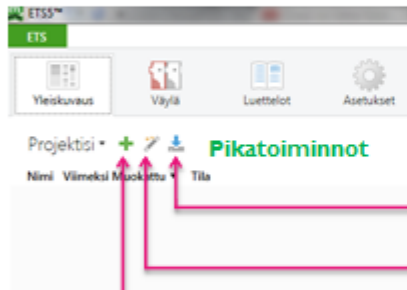 ETS5™
ETS
Yleiskuvaus Väylä Luettelot Asetukset
Projektisi Pikatoiminnot
Nimi Viimeksi Muokattu Tila